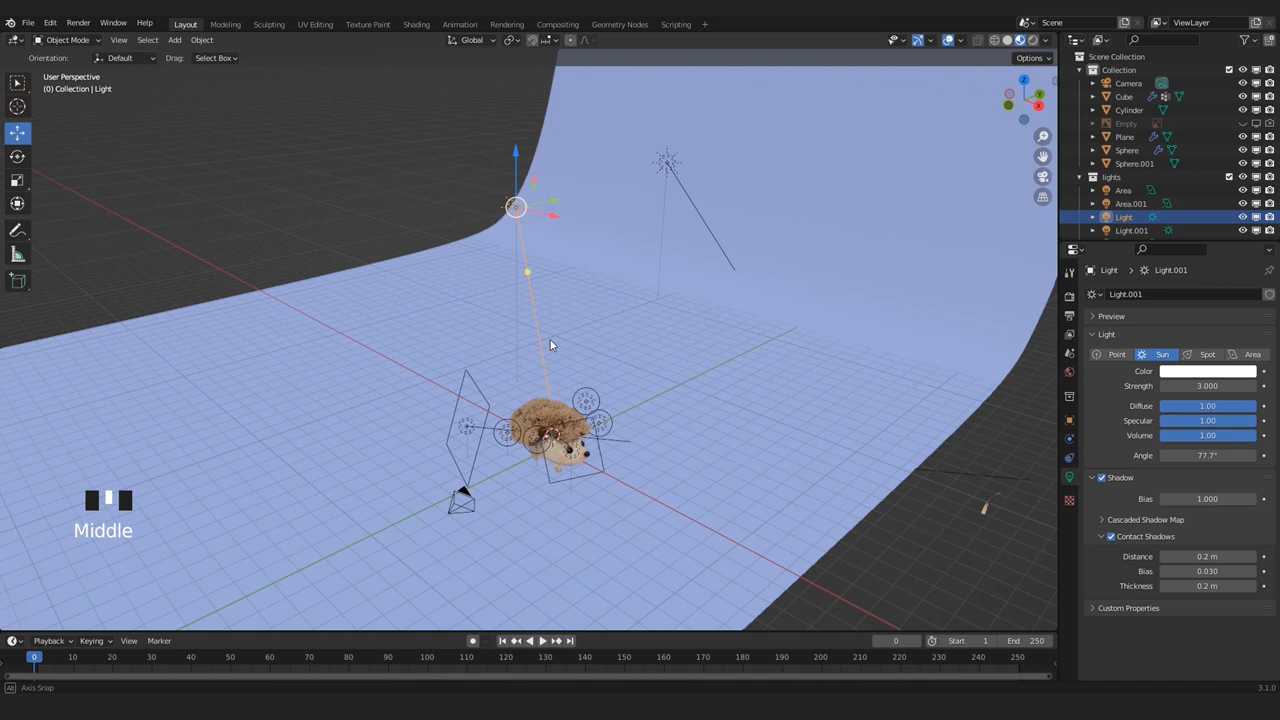 File Edit Render Window Help Layout Modeling Sculpting UV Editing Texture Paint Shading Animation Rendering Compositing Geometry Nodes Scripting + Scene ViewLayer
Object Mode View Select Add Object Global
Orientation: Default Drag: Select Box Options
User Perspective
(0) Collection | Light
Z
Y
X
Scene Collection
Collection
Camera
Cube
Cylinder
Empty
Plane
Sphere
Sphere.001
lights
Area
Area.001
Light
Light.001
Light Light.001
Light.001
Preview
Light
Point Sun Spot Area
Color
Strength 3.000
Diffuse 1.00
Specular 1.00
Volume 1.00
Angle 77.7°
Shadow
Bias 1.000
Cascaded Shadow Map
Contact Shadows
Distance 0.2 m
Bias 0.030
Thickness 0.2 m
Custom Properties
Middle
Playback Keying View Marker 0 Start 1 End 250
0 10 20 30 40 50 60 70 80 90 100 110 120 130 140 150 160 170 180 190 200 210 220 230 240 250
Alt Axis Snap 3.1.0